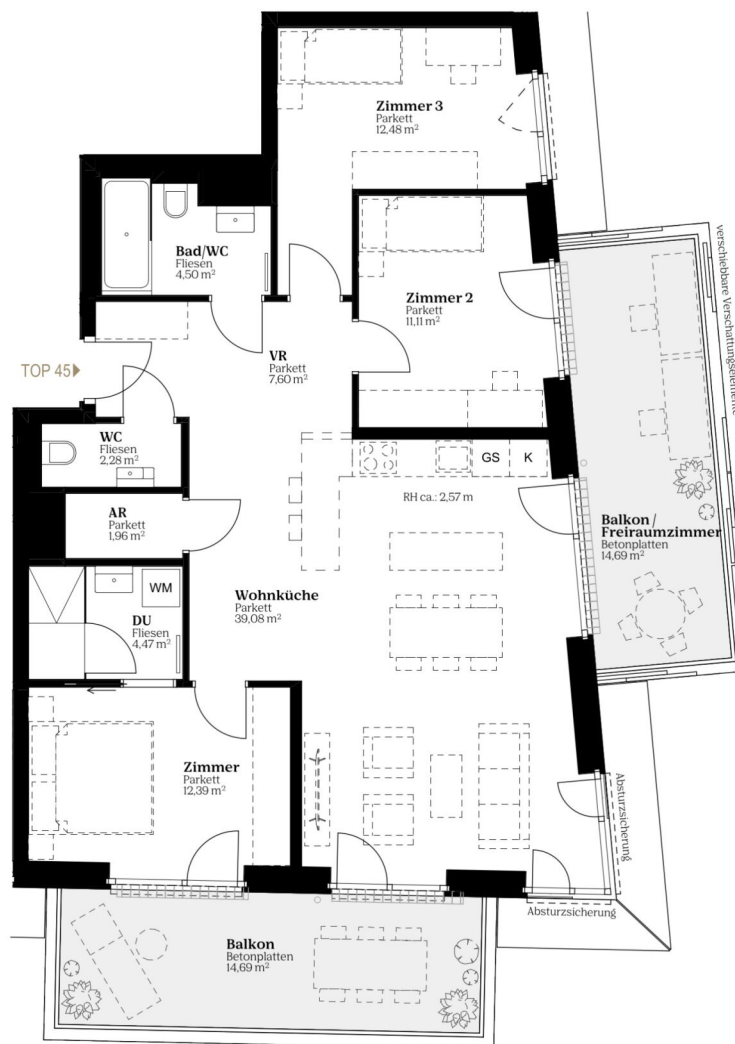 Zimmer 3
Parkett
12,48 m²
Bad/WC
Fliesen
4,50 m²
verschiebbare Verschattungselemente
Zimmer 2
Parkett
11,11 m²
VR
Parkett
7,60 m²
TOP 45
WC
Fliesen
2,28 m²
GS
K
RH ca.: 2,57 m
AR
Parkett
1,96 m²
Balkon/
Freiraumzimmer
Betonplatten
14,69 m²
WM
Wohnküche
Parkett
39,08 m²
DU
Fliesen
4,47 m²
Zimmer
Parkett
12,39 m²
Absturzsicherung
Absturzsicherung
Balkon
Betonplatten
14,69 m²